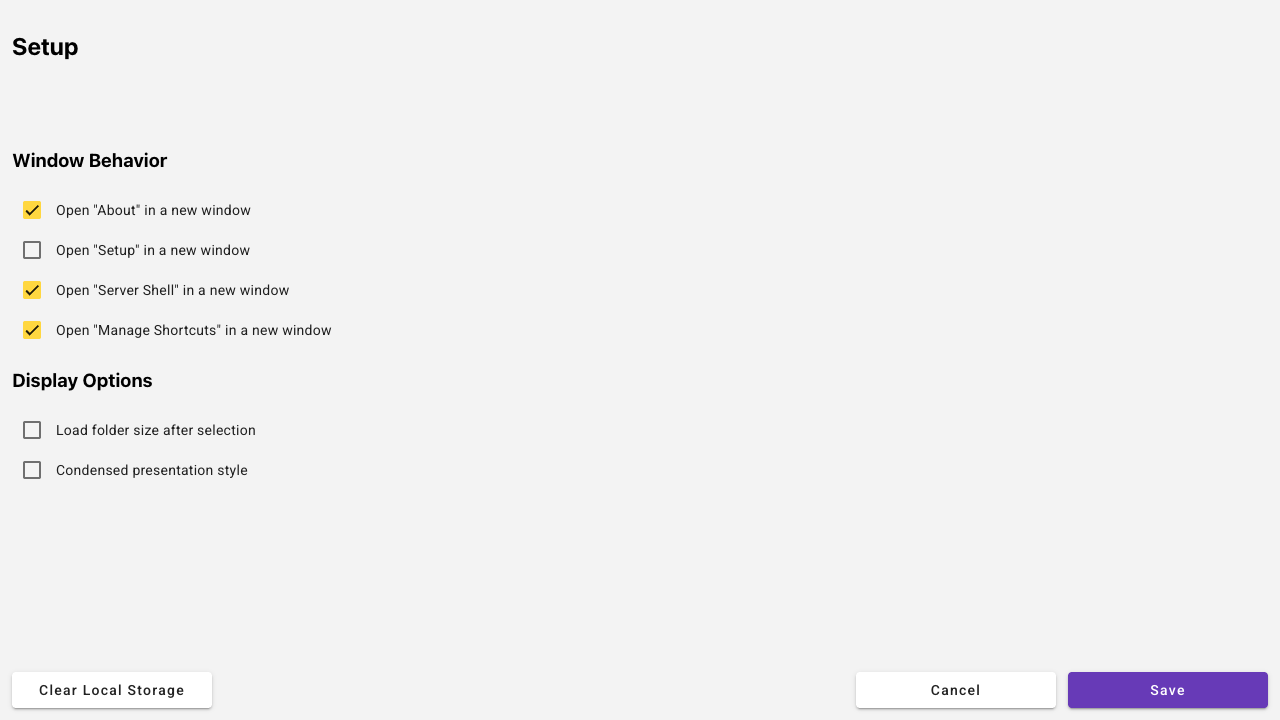 Setup
Window Behavior
Open "About" in a new window
Open "Setup" in a new window
Open "Server Shell" in a new window
Open "Manage Shortcuts" in a new window
Display Options
Load folder size after selection
Condensed presentation style
Clear Local Storage
Cancel
Save